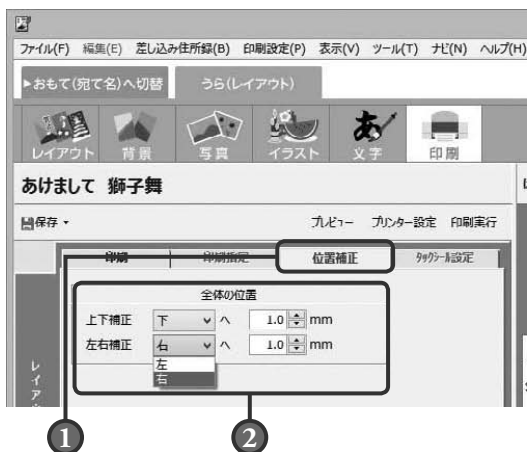 ファイル(F) 編集(E) 差し込み住所録(B) 印刷設定(P) 表示(V) ツール(T) ナビ(N) ヘルプ(H)
▶おもて(宛て名)へ切替 うら(レイアウト)
レイアウト 背景 写真 イラスト 文字 印刷
あけまして 獅子舞
保存 プレビュー プリンター設定 印刷実行
印刷 印刷指定 位置補正 タックシール設定
全体の位置
上下補正 下 へ 1.0 mm
左右補正 右 へ 1.0 mm
左
右
レイア
1 2